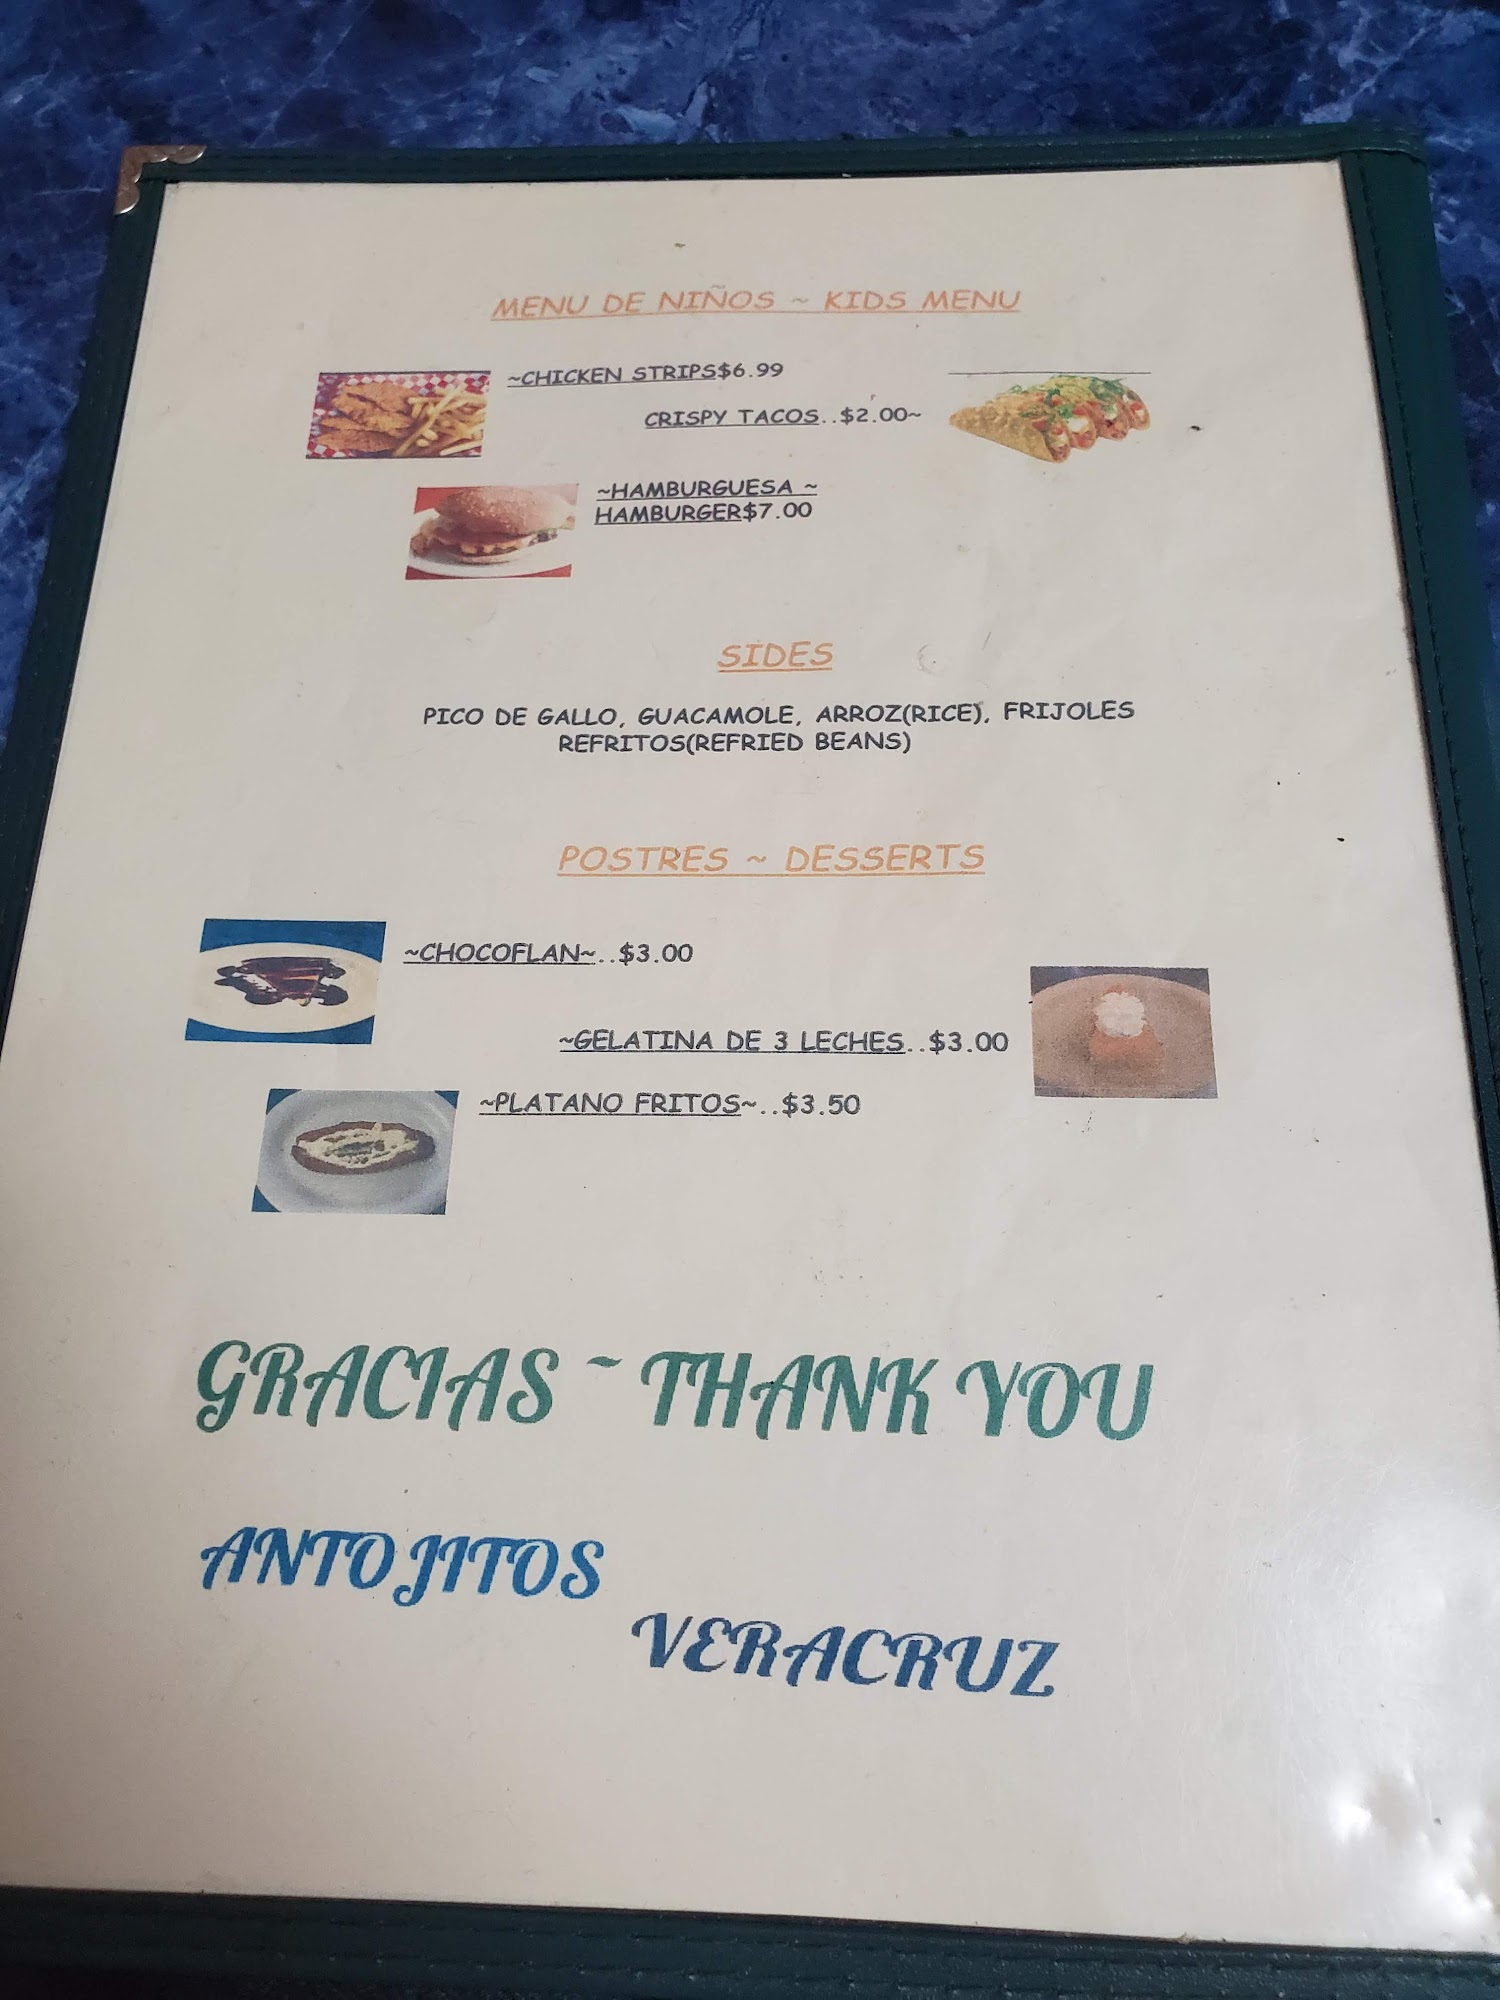 MENU DE NIÑOS ~ KIDS MENU
~CHICKEN STRIPS$6.99
CRISPY TACOS..$2.00~
~HAMBURGUESA ~
HAMBURGER$7.00
SIDES
PICO DE GALLO, GUACAMOLE, ARROZ(RICE), FRIJOLES
REFRITOS(REFRIED BEANS)
POSTRES ~ DESSERTS
~CHOCOFLAN~..$3.00
~GELATINA DE 3 LECHES..$3.00
~PLATANO FRITOS~..$3.50
GRACIAS ~ THANK YOU
ANTOJITOS
VERACRUZ